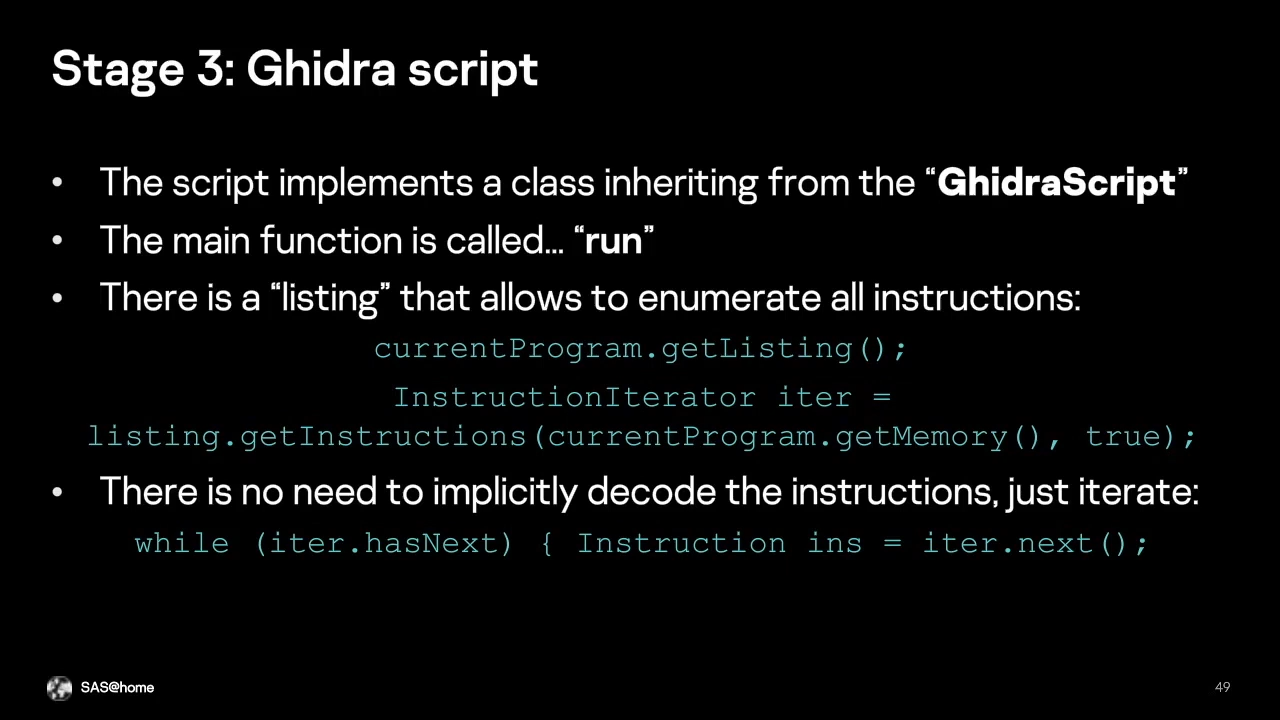 Stage 3: Ghidra script
• The script implements a class inheriting from the “GhidraScript”
• The main function is called… “run”
• There is a “listing” that allows to enumerate all instructions:
currentProgram.getListing();
InstructionIterator iter =
listing.getInstructions(currentProgram.getMemory(), true);
• There is no need to implicitly decode the instructions, just iterate:
while (iter.hasNext) { Instruction ins = iter.next();
SAS@home
49